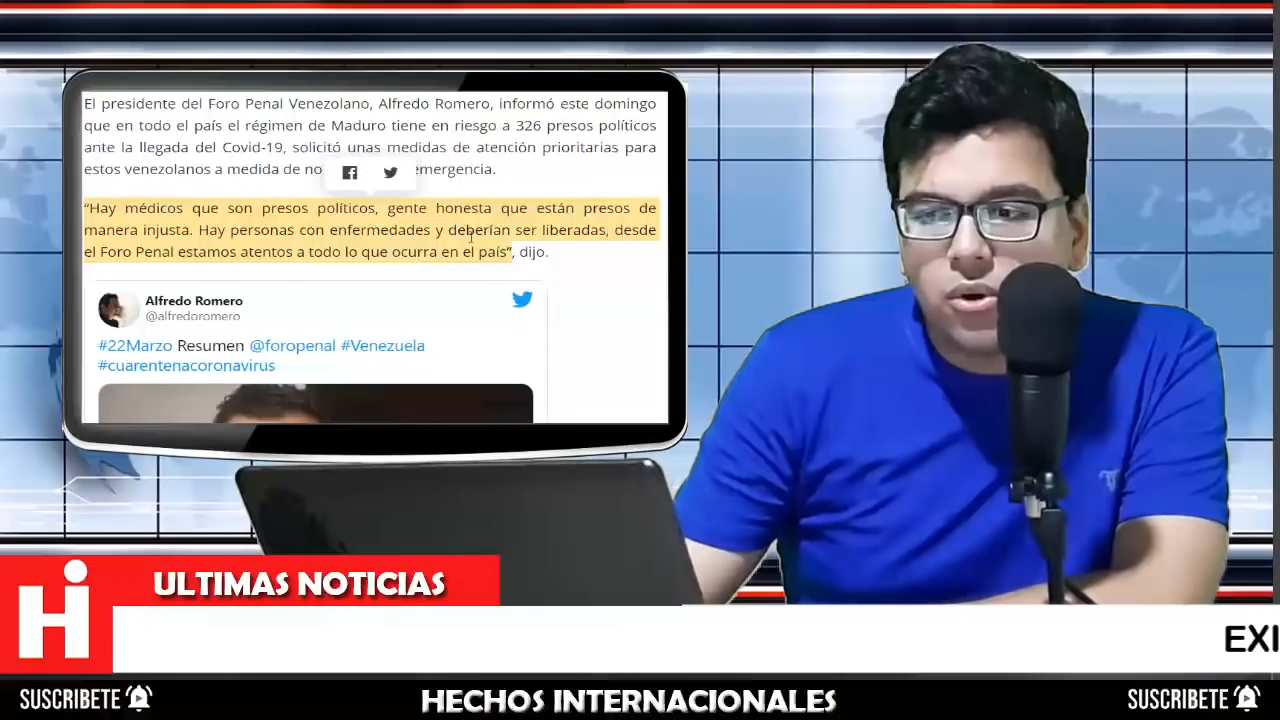 El presidente del Foro Penal Venezolano, Alfredo Romero, informó este domingo
que en todo el país el régimen de Maduro tiene en riesgo a 326 presos políticos
ante la llegada del Covid-19, solicitó unas medidas de atención prioritarias para
estos venezolanos a medida de no emergencia.
“Hay médicos que son presos políticos, gente honesta que están presos de
manera injusta. Hay personas con enfermedades y deberían ser liberadas, desde
el Foro Penal estamos atentos a todo lo que ocurra en el país”, dijo.
Alfredo Romero
@alfredoromero
#22Marzo Resumen @foropenal #Venezuela
#cuarentenacoronavirus
Hi
ULTIMAS NOTICIAS
EXI
SUSCRIBETE
HECHOS INTERNACIONALES
SUSCRIBETE